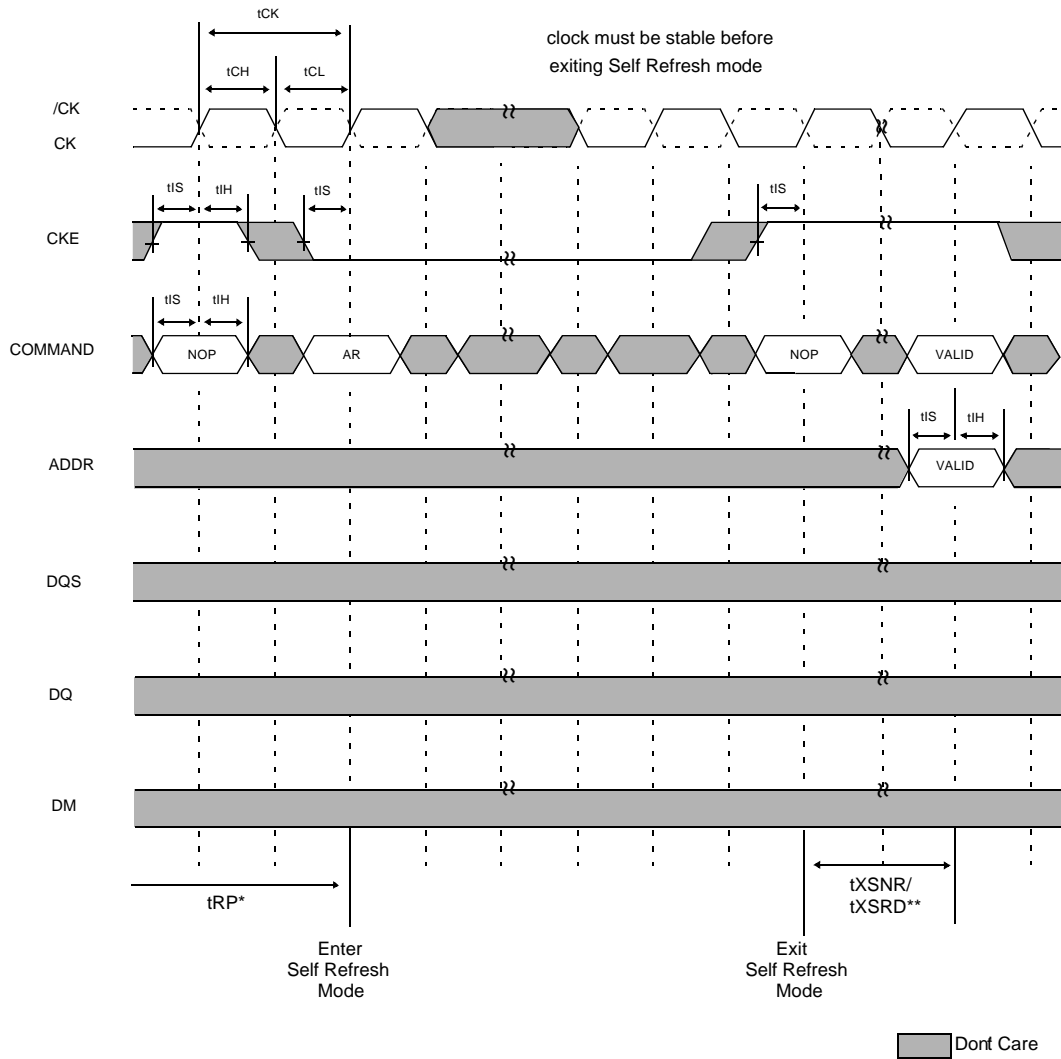 tCK
clock must be stable before
exiting Self Refresh mode
tCH
tCL
/CK
CK
tIS
tIH
tIS
tIS
CKE
tIS
tIH
COMMAND
NOP
AR
NOP
VALID
tIS
tIH
ADDR
VALID
DQS
DQ
DM
tRP*
tXSNR/
tXSRD**
Enter
Self Refresh
Mode
Exit
Self Refresh
Mode
Don't Care